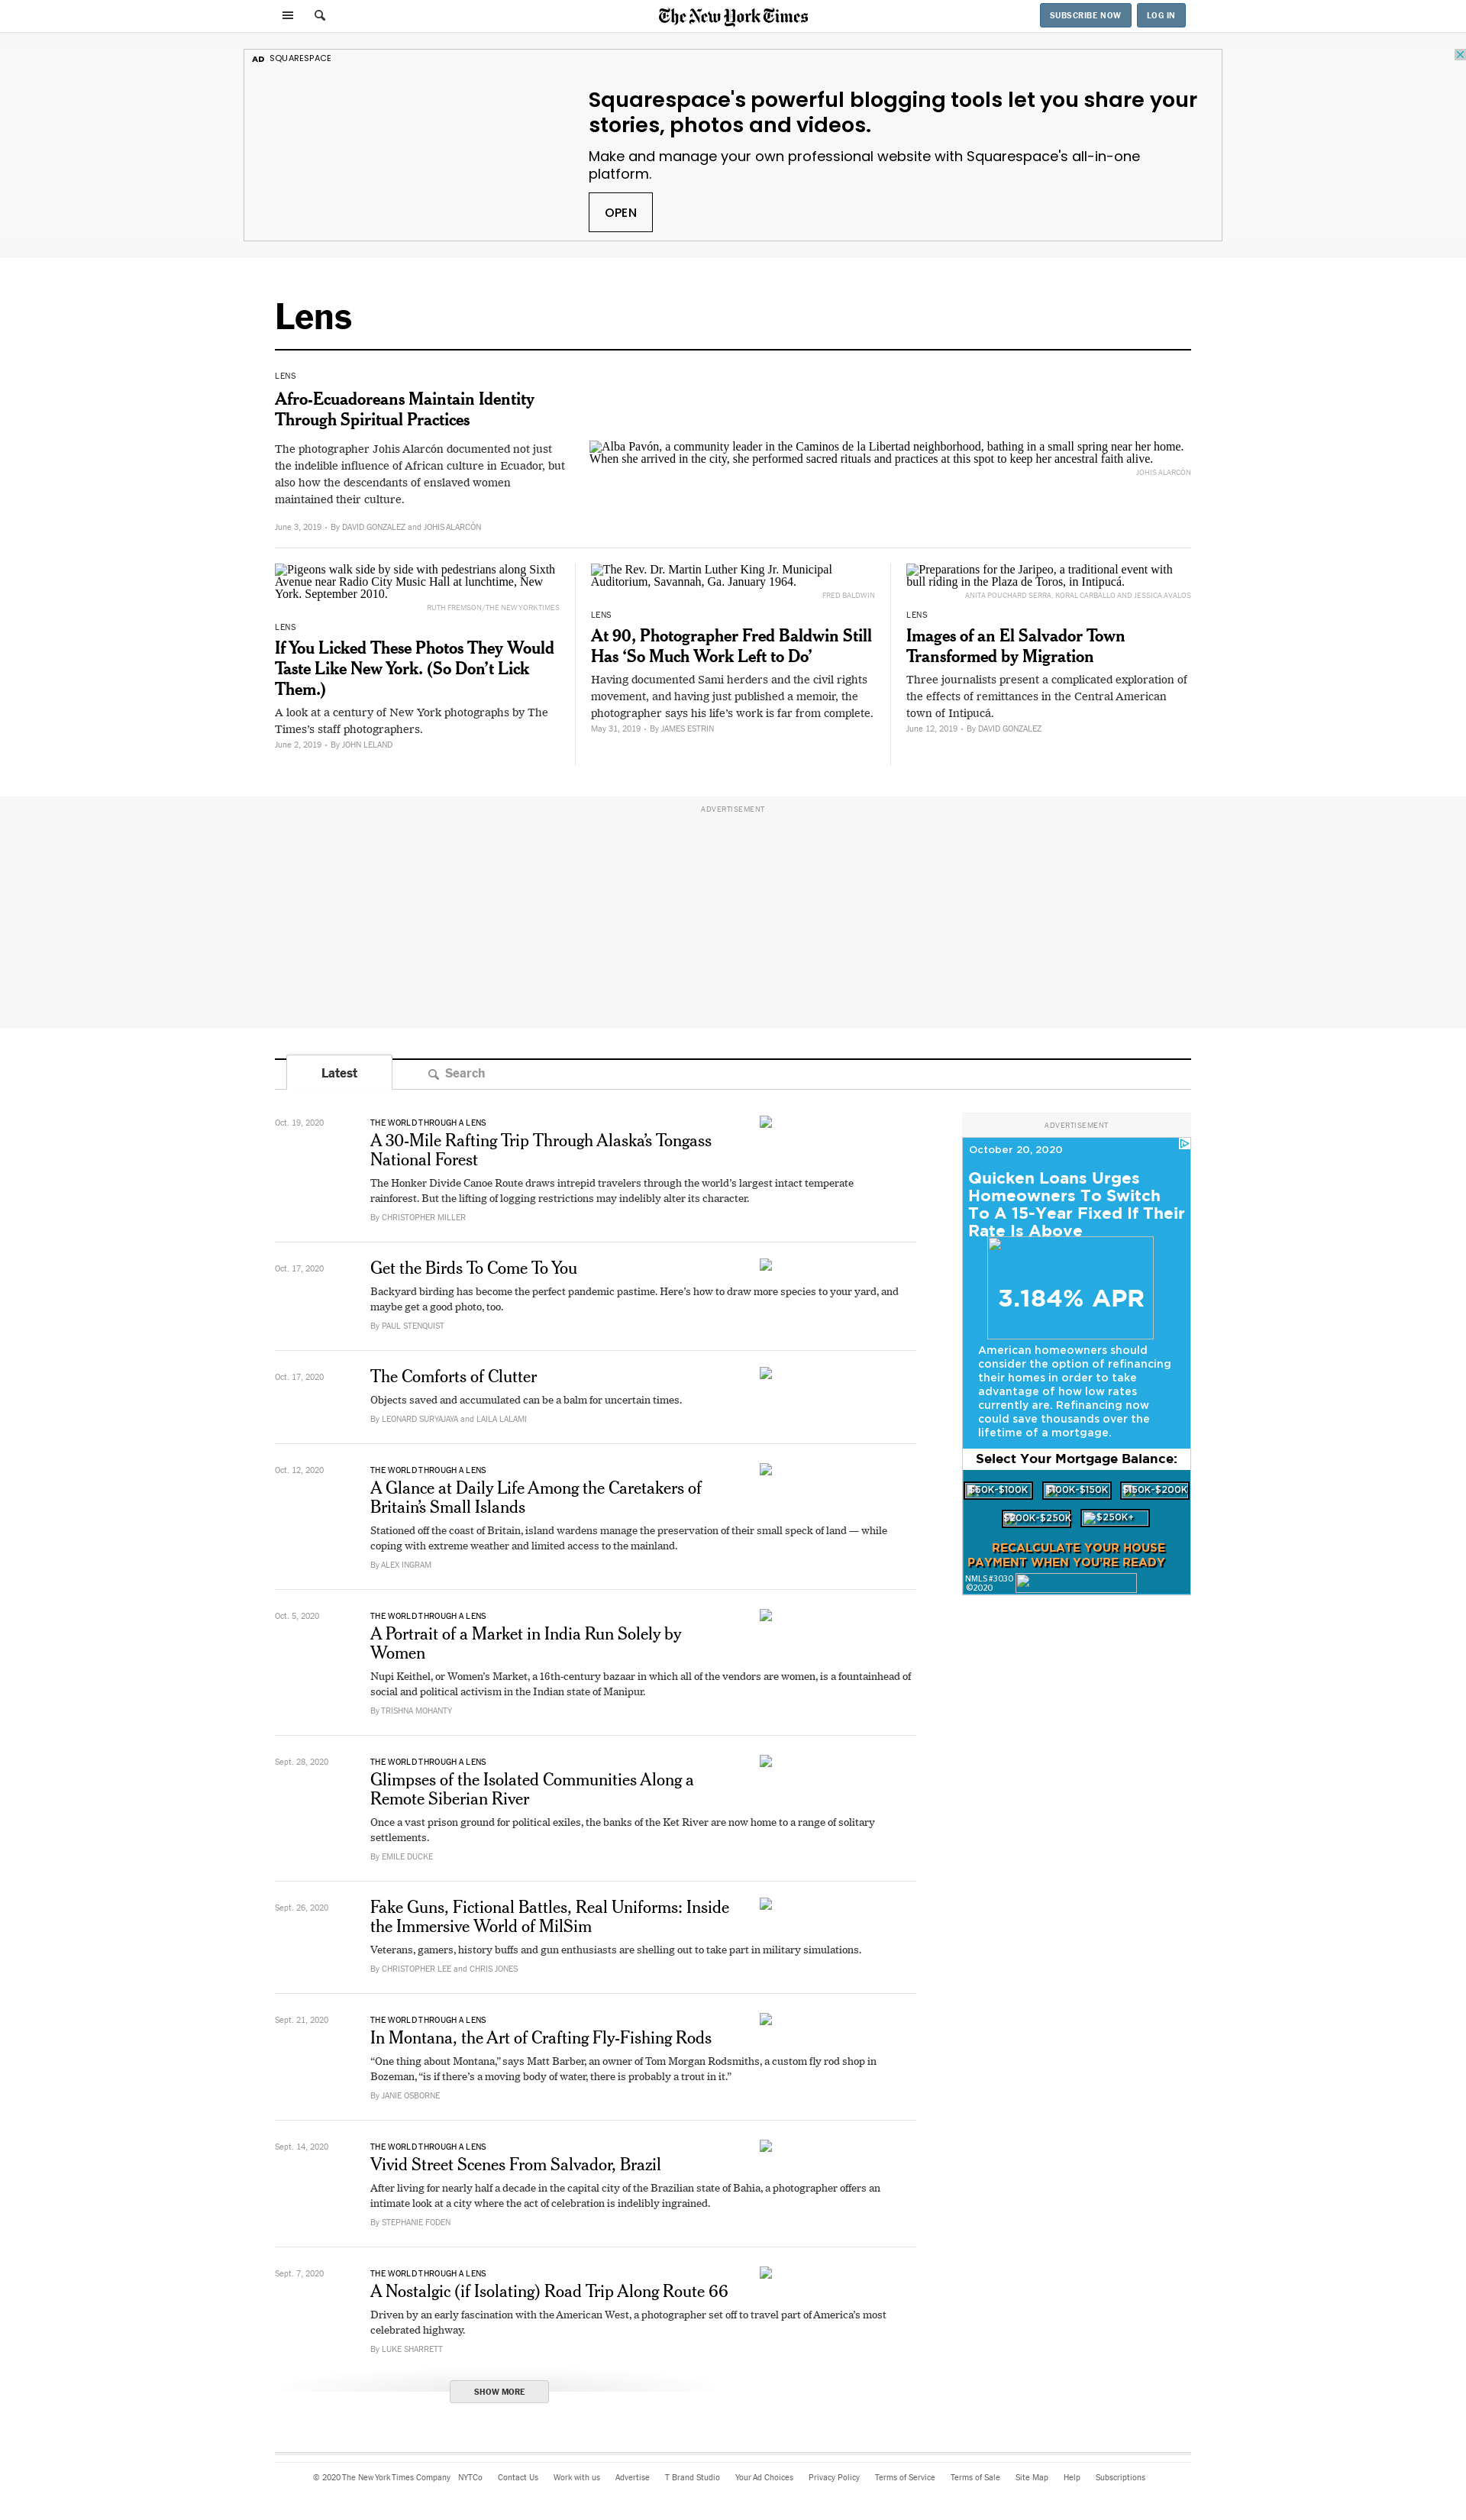 The New York Times
SUBSCRIBE NOW
LOG IN
AD SQUARESPACE
Squarespace's powerful blogging tools let you share your
stories, photos and videos.
Make and manage your own professional website with Squarespace's all-in-one
platform.
OPEN
Lens
LENS
Afro-Ecuadoreans Maintain Identity
Through Spiritual Practices
The photographer Johis Alarcón documented not just
the indelible influence of African culture in Ecuador, but
also how the descendants of enslaved women
maintained their culture.
June 3, 2019 • By DAVID GONZALEZ and JOHIS ALARCÓN
Alba Pavón, a community leader in the Caminos de la Libertad neighborhood, bathing in a small spring near her home.
When she arrived in the city, she performed sacred rituals and practices at this spot to keep her ancestral faith alive.
JOHIS ALARCÓN
Pigeons walk side by side with pedestrians along Sixth
Avenue near Radio City Music Hall at lunchtime, New
York. September 2010.
RUTH FREMSON/THE NEW YORK TIMES
LENS
If You Licked These Photos They Would
Taste Like New York. (So Don’t Lick
Them.)
A look at a century of New York photographs by The
Times’s staff photographers.
June 2, 2019 • By JOHN LELAND
The Rev. Dr. Martin Luther King Jr. Municipal
Auditorium, Savannah, Ga. January 1964.
FRED BALDWIN
LENS
At 90, Photographer Fred Baldwin Still
Has ‘So Much Work Left to Do’
Having documented Sami herders and the civil rights
movement, and having just published a memoir, the
photographer says his life’s work is far from complete.
May 31, 2019 • By JAMES ESTRIN
Preparations for the Jaripeo, a traditional event with
bull riding in the Plaza de Toros, in Intipucá.
ANITA POUCHARD SERRA, KORAL CARBALLO AND JESSICA AVALOS
LENS
Images of an El Salvador Town
Transformed by Migration
Three journalists present a complicated exploration of
the effects of remittances in the Central American
town of Intipucá.
June 12, 2019 • By DAVID GONZALEZ
ADVERTISEMENT
Latest
Search
Oct. 19, 2020
THE WORLD THROUGH A LENS
A 30-Mile Rafting Trip Through Alaska’s Tongass
National Forest
The Honker Divide Canoe Route draws intrepid travelers through the world’s largest intact temperate
rainforest. But the lifting of logging restrictions may indelibly alter its character.
By CHRISTOPHER MILLER
Oct. 17, 2020
Get the Birds To Come To You
Backyard birding has become the perfect pandemic pastime. Here’s how to draw more species to your yard, and
maybe get a good photo, too.
By PAUL STENQUIST
Oct. 17, 2020
The Comforts of Clutter
Objects saved and accumulated can be a balm for uncertain times.
By LEONARD SURYAJAYA and LAILA LALAMI
Oct. 12, 2020
THE WORLD THROUGH A LENS
A Glance at Daily Life Among the Caretakers of
Britain’s Small Islands
Stationed off the coast of Britain, island wardens manage the preservation of their small speck of land — while
coping with extreme weather and limited access to the mainland.
By ALEX INGRAM
Oct. 5, 2020
THE WORLD THROUGH A LENS
A Portrait of a Market in India Run Solely by
Women
Nupi Keithel, or Women’s Market, a 16th-century bazaar in which all of the vendors are women, is a fountainhead of
social and political activism in the Indian state of Manipur.
By TRISHNA MOHANTY
Sept. 28, 2020
THE WORLD THROUGH A LENS
Glimpses of the Isolated Communities Along a
Remote Siberian River
Once a vast prison ground for political exiles, the banks of the Ket River are now home to a range of solitary
settlements.
By EMILE DUCKE
Sept. 26, 2020
Fake Guns, Fictional Battles, Real Uniforms: Inside
the Immersive World of MilSim
Veterans, gamers, history buffs and gun enthusiasts are shelling out to take part in military simulations.
By CHRISTOPHER LEE and CHRIS JONES
Sept. 21, 2020
THE WORLD THROUGH A LENS
In Montana, the Art of Crafting Fly-Fishing Rods
“One thing about Montana,” says Matt Barber, an owner of Tom Morgan Rodsmiths, a custom fly rod shop in
Bozeman, “is if there’s a moving body of water, there is probably a trout in it.”
By JANIE OSBORNE
Sept. 14, 2020
THE WORLD THROUGH A LENS
Vivid Street Scenes From Salvador, Brazil
After living for nearly half a decade in the capital city of the Brazilian state of Bahia, a photographer offers an
intimate look at a city where the act of celebration is indelibly ingrained.
By STEPHANIE FODEN
Sept. 7, 2020
THE WORLD THROUGH A LENS
A Nostalgic (if Isolating) Road Trip Along Route 66
Driven by an early fascination with the American West, a photographer set off to travel part of America’s most
celebrated highway.
By LUKE SHARRETT
SHOW MORE
ADVERTISEMENT
October 20, 2020
Quicken Loans Urges
Homeowners To Switch
To A 15-Year Fixed If Their
Rate Is Above
3.184% APR
American homeowners should
consider the option of refinancing
their homes in order to take
advantage of how low rates
currently are. Refinancing now
could save thousands over the
lifetime of a mortgage.
Select Your Mortgage Balance:
$50K-$100K $100K-$150K $150K-$200K
$200K-$250K $250K+
RECALCULATE YOUR HOUSE
PAYMENT WHEN YOU'RE READY
NMLS #3030
©2020
© 2020 The New York Times Company NYTCo Contact Us Work with us Advertise T Brand Studio Your Ad Choices Privacy Policy Terms of Service Terms of Sale Site Map Help Subscriptions